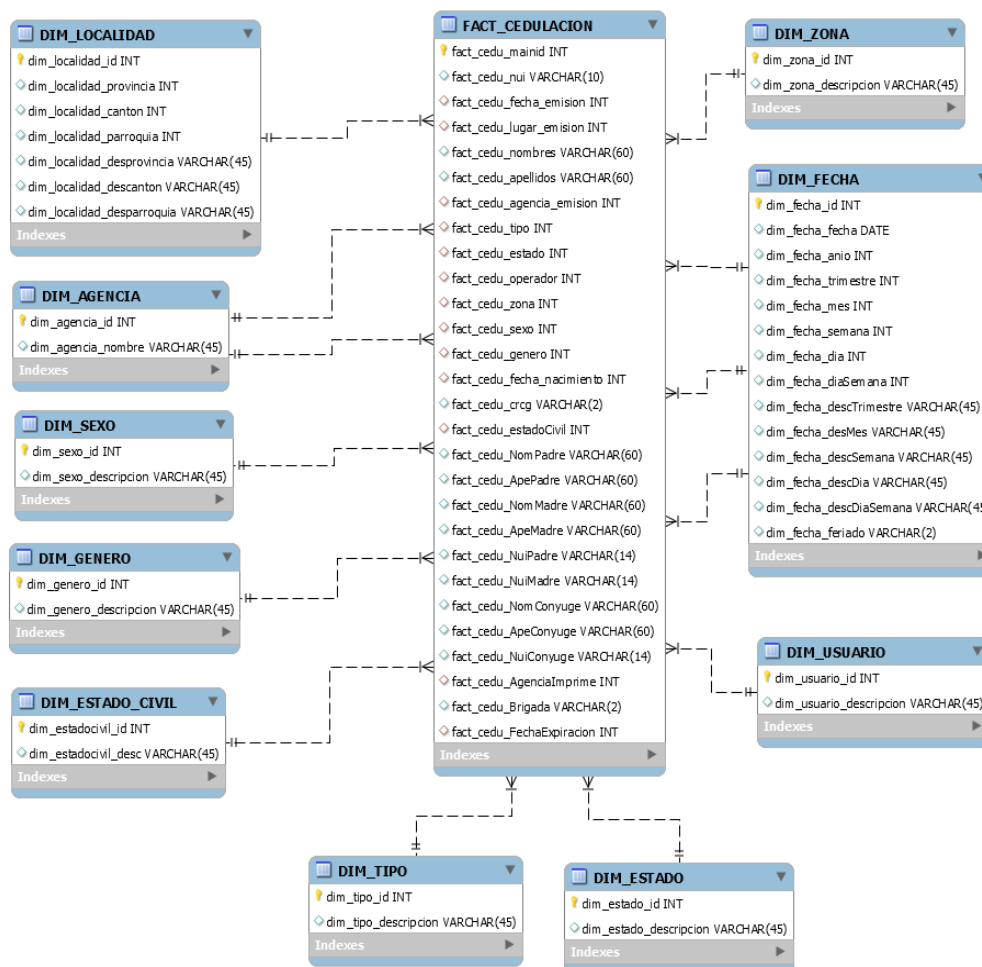 DIM_LOCALIDAD
dim_localidad_id INT
dim_localidad_provincia INT
dim_localidad_canton INT
dim_localidad_parroquia INT
dim_localidad_desprovincia VARCHAR(45)
dim_localidad_descanton VARCHAR(45)
dim_localidad_desparroquia VARCHAR(45)
Indexes
DIM_AGENCIA
dim_agencia_id INT
dim_agencia_nombre VARCHAR(45)
Indexes
DIM_SEXO
dim_sexo_id INT
dim_sexo_descripcion VARCHAR(45)
Indexes
DIM_GENERO
dim_genero_id INT
dim_genero_descripcion VARCHAR(45)
Indexes
DIM_ESTADO_CIVIL
dim_estadocivil_id INT
dim_estadocivil_desc VARCHAR(45)
Indexes
FACT_CEDULACION
fact_cedu_mainid INT
fact_cedu_nui VARCHAR(10)
fact_cedu_fecha_emision INT
fact_cedu_lugar_emision INT
fact_cedu_nombres VARCHAR(60)
fact_cedu_apellidos VARCHAR(60)
fact_cedu_agencia_emision INT
fact_cedu_tipo INT
fact_cedu_estado INT
fact_cedu_operador INT
fact_cedu_zona INT
fact_cedu_sexo INT
fact_cedu_genero INT
fact_cedu_fecha_nacimiento INT
fact_cedu_crcg VARCHAR(2)
fact_cedu_estadoCivil INT
fact_cedu_NomPadre VARCHAR(60)
fact_cedu_ApePadre VARCHAR(60)
fact_cedu_NomMadre VARCHAR(60)
fact_cedu_ApeMadre VARCHAR(60)
fact_cedu_NuiPadre VARCHAR(14)
fact_cedu_NuiMadre VARCHAR(14)
fact_cedu_NomConyuge VARCHAR(60)
fact_cedu_ApeConyuge VARCHAR(60)
fact_cedu_NuiConyuge VARCHAR(14)
fact_cedu_AgenciaImprime INT
fact_cedu_Brigada VARCHAR(2)
fact_cedu_FechaExpiracion INT
Indexes
DIM_ZONA
dim_zona_id INT
dim_zona_descripcion VARCHAR(45)
Indexes
DIM_FECHA
dim_fecha_id INT
dim_fecha_fecha DATE
dim_fecha_anio INT
dim_fecha_trimestre INT
dim_fecha_mes INT
dim_fecha_semana INT
dim_fecha_dia INT
dim_fecha_diaSemana INT
dim_fecha_descTrimestre VARCHAR(45)
dim_fecha_desMes VARCHAR(45)
dim_fecha_descSemana VARCHAR(45)
dim_fecha_descDia VARCHAR(45)
dim_fecha_descDiaSemana VARCHAR(45
dim_fecha_feriado VARCHAR(2)
Indexes
DIM_USUARIO
dim_usuario_id INT
dim_usuario_descripcion VARCHAR(45)
Indexes
DIM_TIPO
dim_tipo_id INT
dim_tipo_descripcion VARCHAR(45)
Indexes
DIM_ESTADO
dim_estado_id INT
dim_estado_descripcion VARCHAR(45)
Indexes